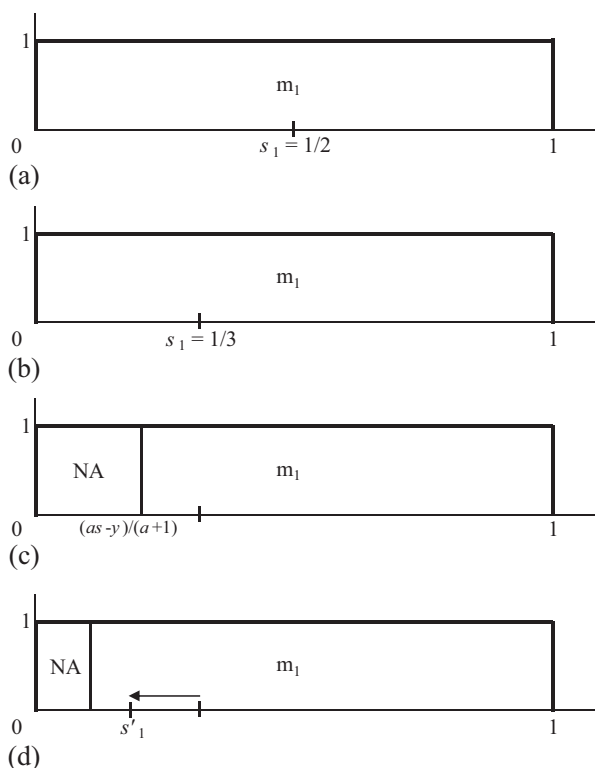 1
m₁
0
s₁ = 1/2
1
(a)
1
m₁
0
s₁ = 1/3
1
(b)
1
NA
m₁
0
(as-y)/(a+1)
1
(c)
1
NA
m₁
0
s'₁
1
(d)